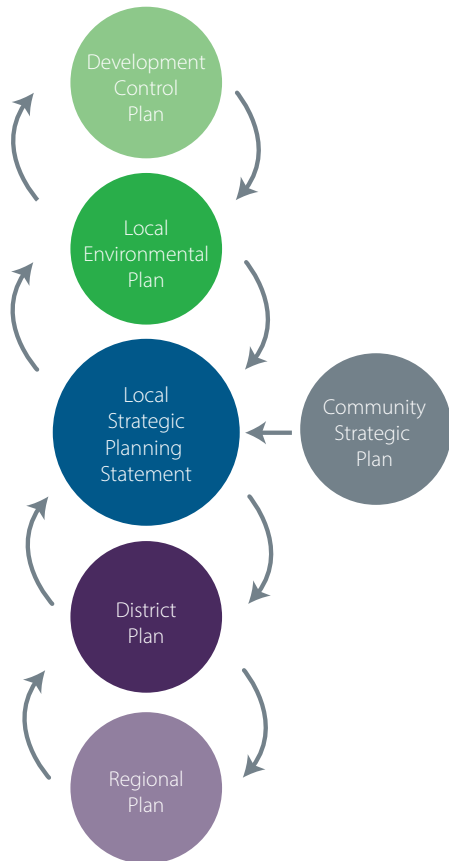 Development
Control
Plan
Local
Environmental
Plan
Local
Strategic
Planning
Statement
Community
Strategic
Plan
District
Plan
Regional
Plan